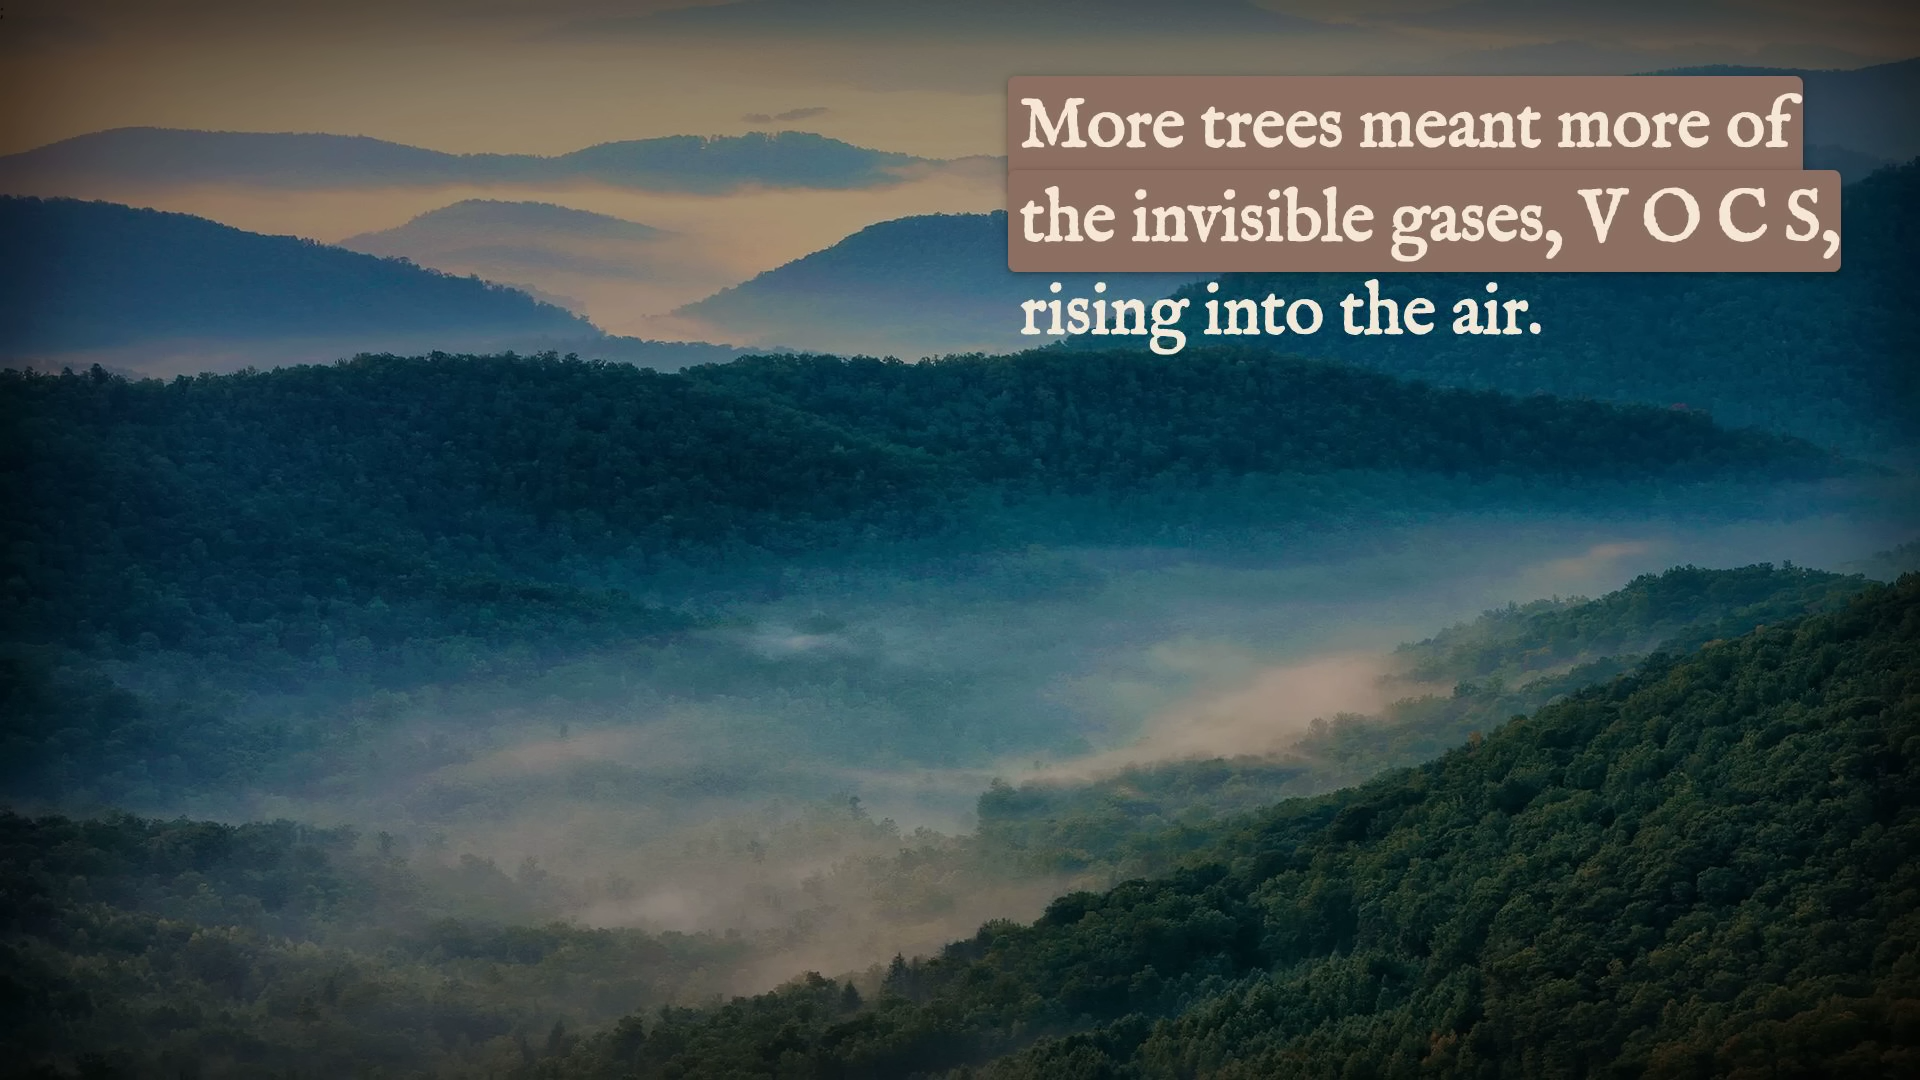 More trees meant more of
the invisible gases, V O C S,
rising into the air.